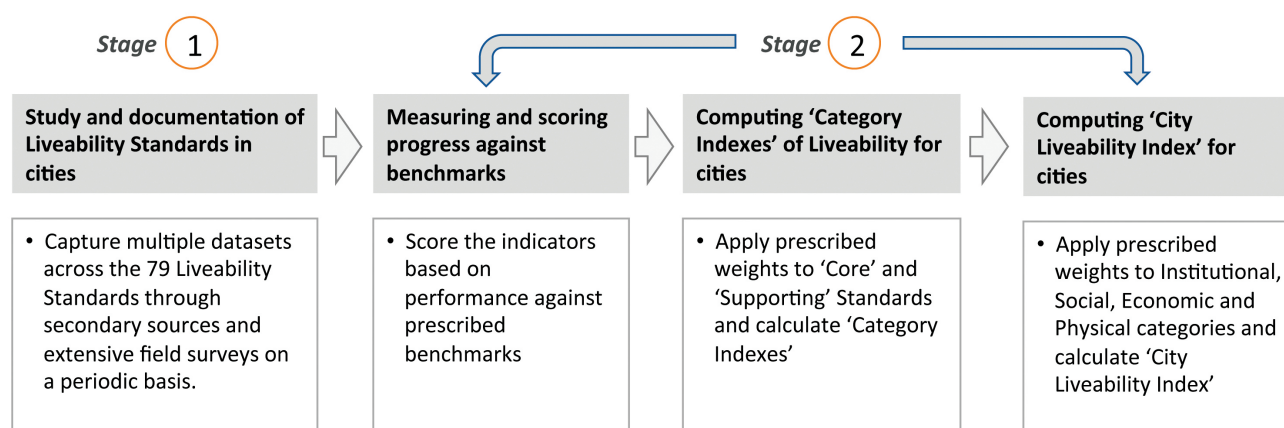 Stage 1
Stage 2
Study and documentation of
Liveability Standards in
cities
Measuring and scoring
progress against
benchmarks
Computing ‘Category
Indexes’ of Liveability for
cities
Computing ‘City
Liveability Index’ for
cities
• Capture multiple datasets
across the 79 Liveability
Standards through
secondary sources and
extensive field surveys on
a periodic basis.
• Score the indicators
based on
performance against
prescribed
benchmarks
• Apply prescribed
weights to ‘Core’ and
‘Supporting’ Standards
and calculate ‘Category
Indexes’
• Apply prescribed
weights to Institutional,
Social, Economic and
Physical categories and
calculate ‘City
Liveability Index’